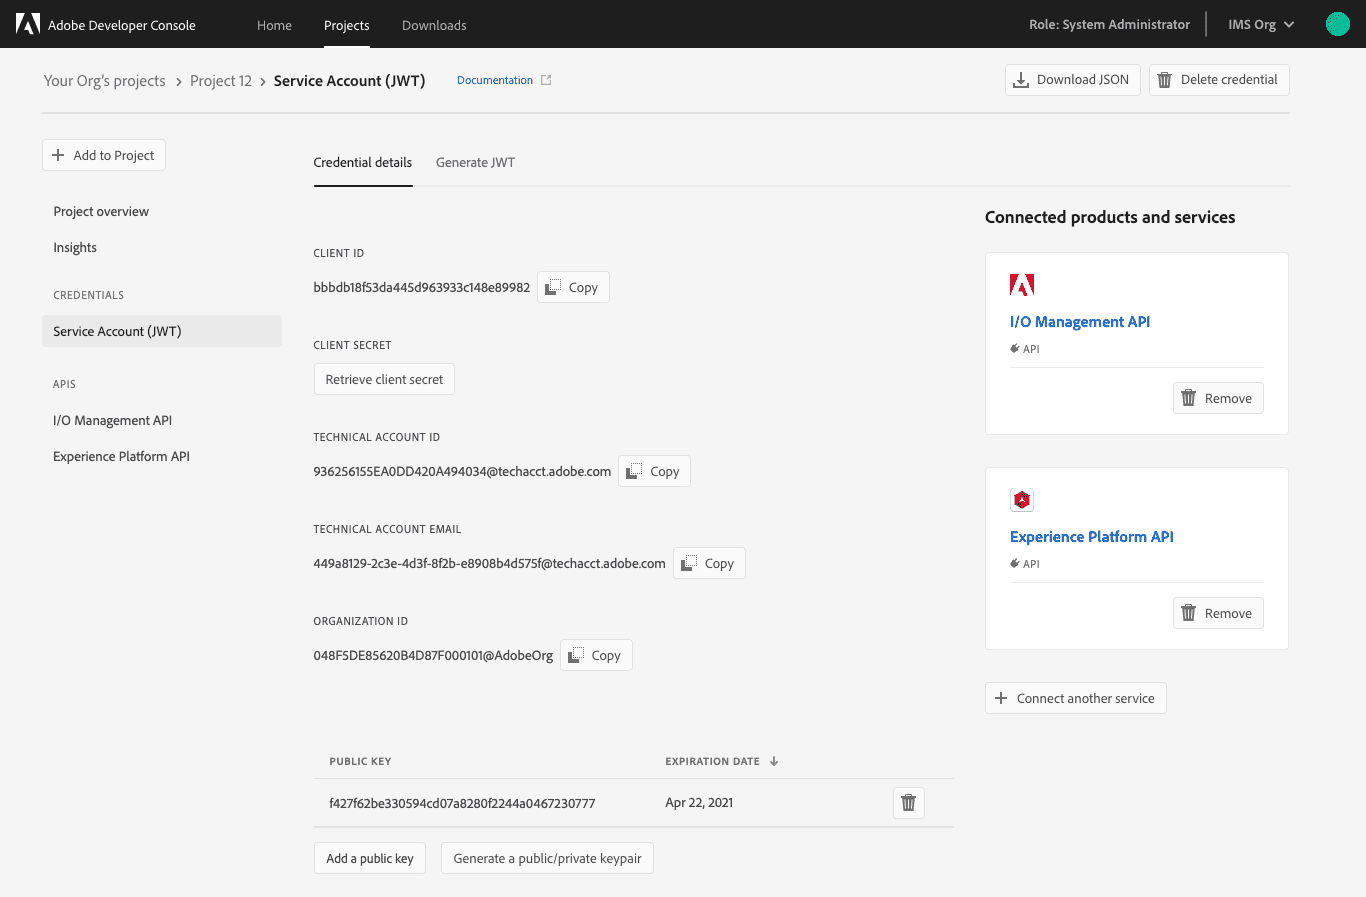 Adobe Developer Console
Home
Projects
Downloads
Role: System Administrator
IMS Org
Your Org's projects > Project 12 > Service Account (JWT)
Documentation
Download JSON
Delete credential
Add to Project
Project overview
Insights
CREDENTIALS
Service Account (JWT)
APIS
I/O Management API
Experience Platform API
Credential details
Generate JWT
CLIENT ID
bbbdb18f53da445d963933c148e89982
Copy
CLIENT SECRET
Retrieve client secret
TECHNICAL ACCOUNT ID
936256155EA0DD420A494034@techacct.adobe.com
Copy
TECHNICAL ACCOUNT EMAIL
449a8129-2c3e-4d3f-8f2b-e8908b4d575f@techacct.adobe.com
Copy
ORGANIZATION ID
048F5DE85620B4D87F000101@AdobeOrg
Copy
PUBLIC KEY
EXPIRATION DATE
f427f62be330594cd07a8280f2244a0467230777
Apr 22, 2021
Add a public key
Generate a public/private keypair
Connected products and services
I/O Management API
API
Remove
Experience Platform API
API
Remove
Connect another service